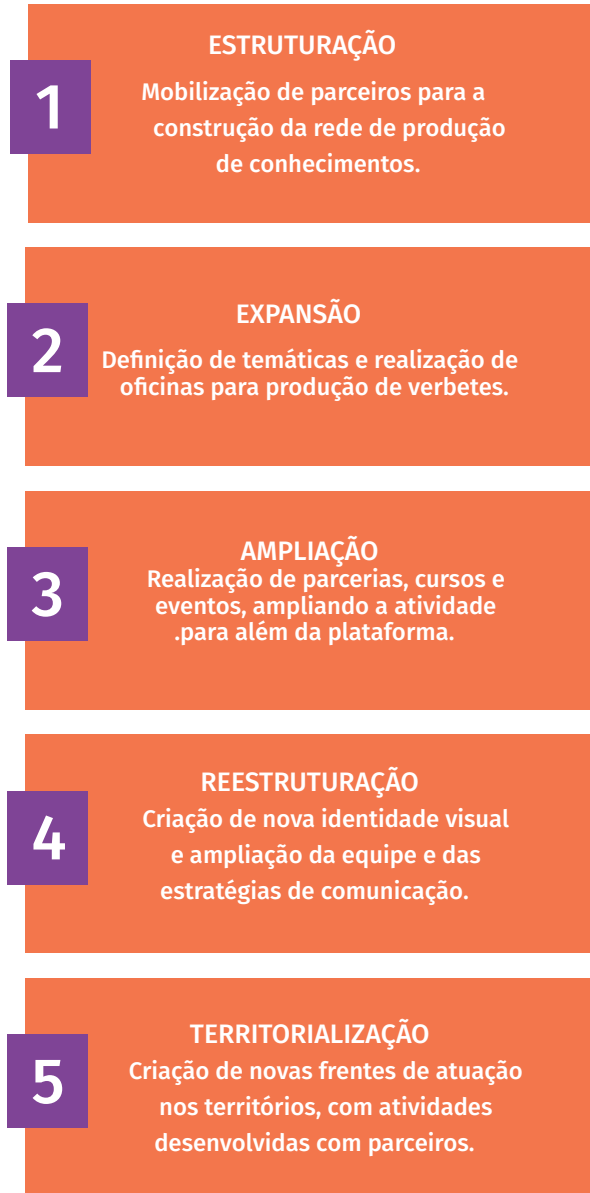 ESTRUTURAÇÃO
1
Mobilização de parceiros para a
construção da rede de produção
de conhecimentos.
EXPANSÃO
2
Definição de temáticas e realização de
oficinas para produção de verbetes.
AMPLIAÇÃO
3
Realização de parcerias, cursos e
eventos, ampliando a atividade
.para além da plataforma.
REESTRUTURAÇÃO
4
Criação de nova identidade visual
e ampliação da equipe e das
estratégias de comunicação.
TERRITORIALIZAÇÃO
5
Criação de novas frentes de atuação
nos territórios, com atividades
desenvolvidas com parceiros.